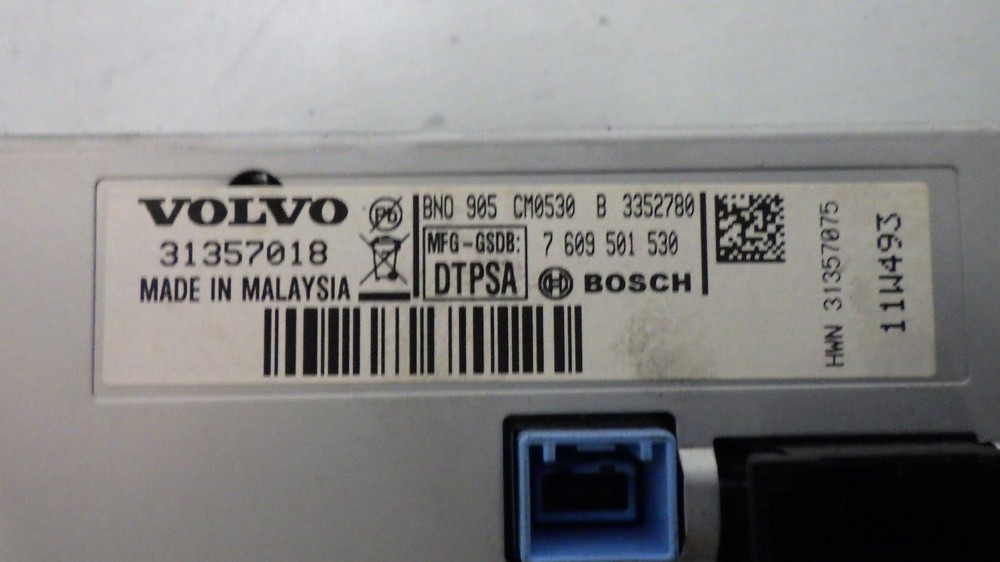 VOLVO
31357018
MADE IN MALAYSIA
Pb
BNO 905 CM0530 B 3352780
MFG-GSDB: 7 609 501 530
DTPSA
BOSCH
HWN 31357075
11W493